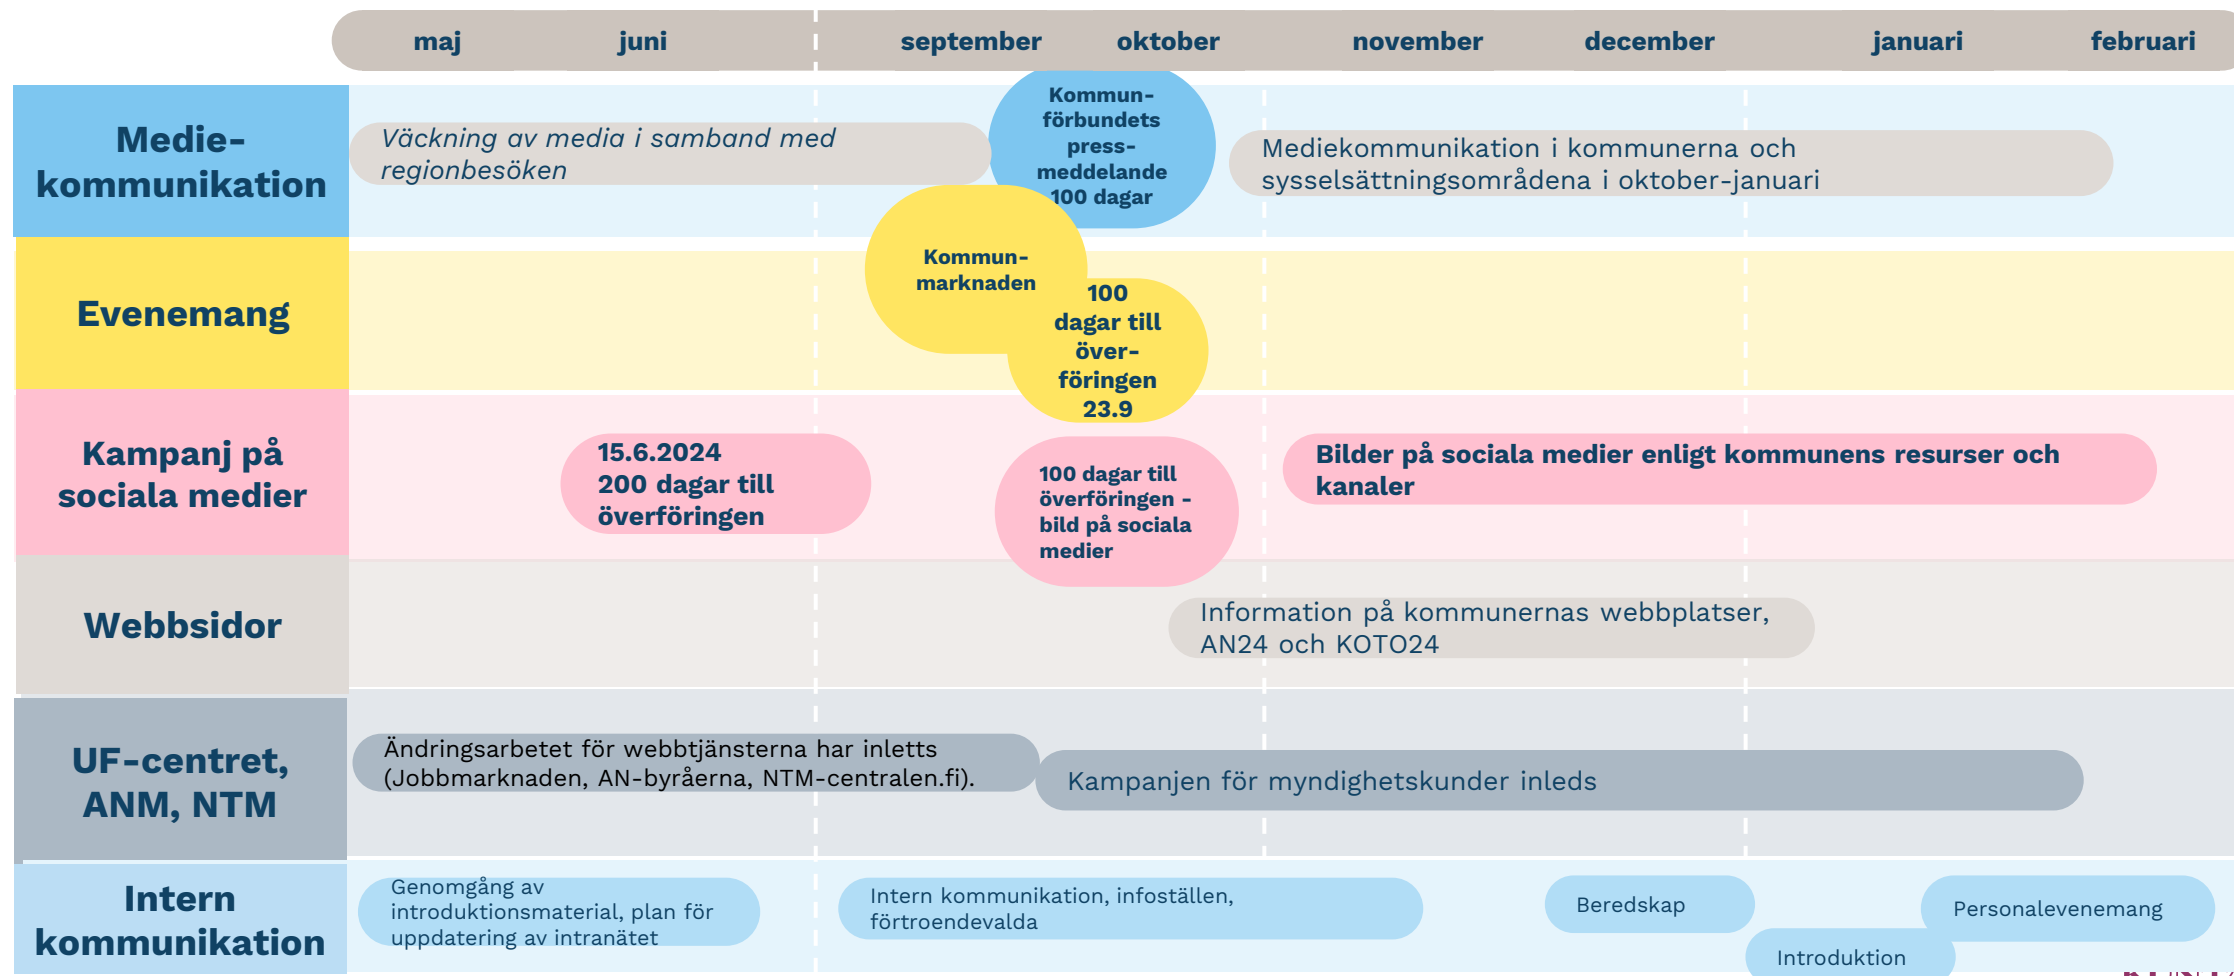 maj juni september oktober november december januari februari
Medie-
kommunikation
Väckning av media i samband med
regionbesöken
Kommun-
förbundets
press-
meddelande
100 dagar
Mediekommunikation i kommunerna och
sysselsättningsområdena i oktober-januari
Evenemang
Kommun-
marknaden
100
dagar till
över-
föringen
23.9
Kampanj på
sociala medier
15.6.2024
200 dagar till
överföringen
100 dagar till
överföringen -
bild på sociala
medier
Bilder på sociala medier enligt kommunens resurser och
kanaler
Webbsidor
Information på kommunernas webbplatser,
AN24 och KOTO24
UF-centret,
ANM, NTM
Ändringsarbetet för webbtjänsterna har inletts
(Jobbmarknaden, AN-byråerna, NTM-centralen.fi).
Kampanjen för myndighetskunder inleds
Intern
kommunikation
Genomgång av
introduktionsmaterial, plan för
uppdatering av intranätet
Intern kommunikation, infoställen,
förtroendevalda
Beredskap
Introduktion
Personalevenemang